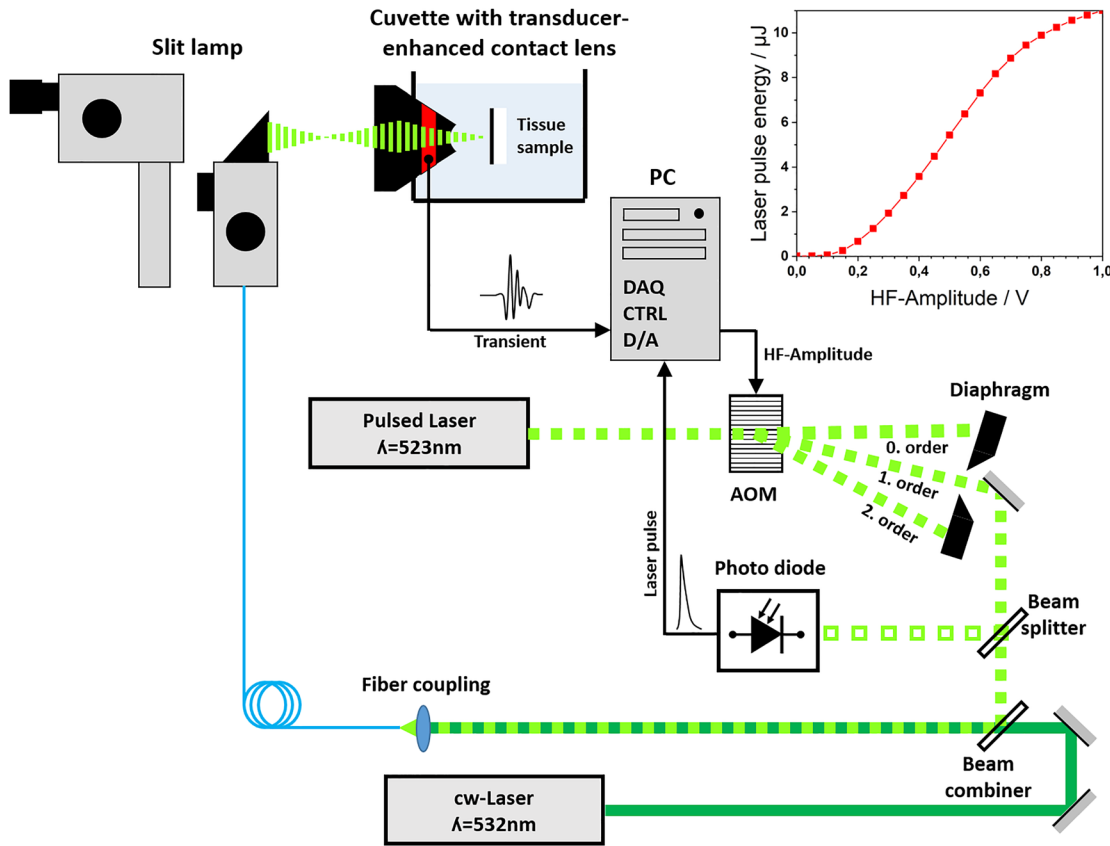 Cuvette with transducer-
enhanced contact lens
Slit lamp
Tissue
sample
PC
DAQ
CTRL
D/A
Transient
HF-Amplitude
Laser pulse energy / µJ
10
8
6
4
2
0
0,0 0,2 0,4 0,6 0,8 1,0
HF-Amplitude / V
Pulsed Laser
λ=523nm
AOM
Diaphragm
0. order
1. order
2. order
Laser pulse
Photo diode
Beam
splitter
Fiber coupling
Beam
combiner
cw-Laser
λ=532nm